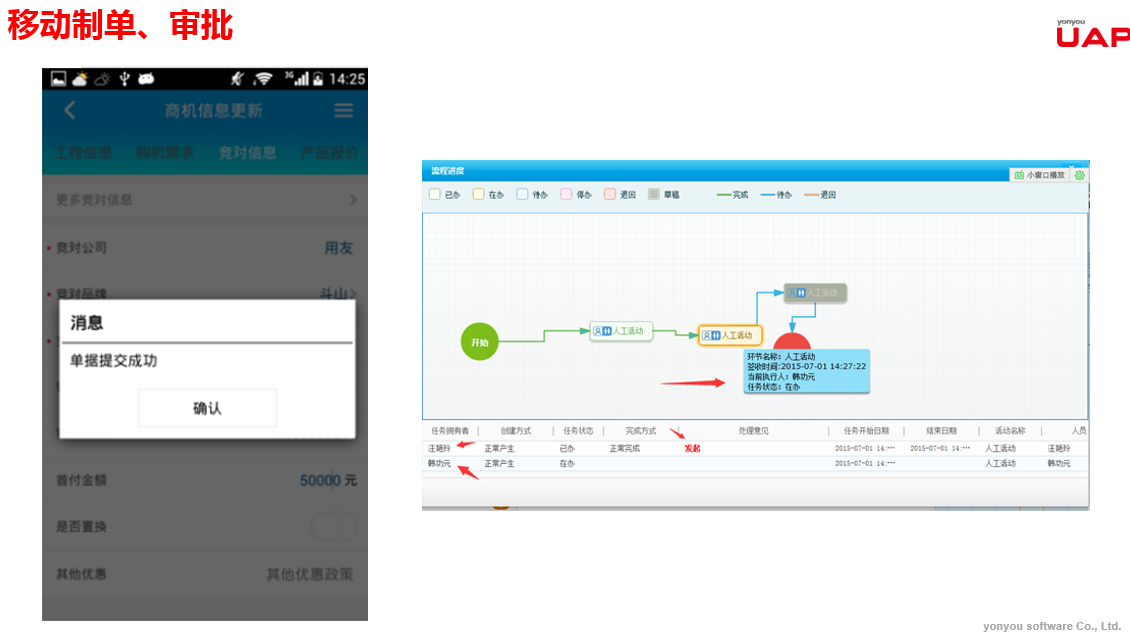 移动制单、审批
yonyou
UAP
3G 14:25
商机信息更新
工程信息 购机需求 竞对信息 产品报价
更多竞对信息
竞对公司 用友
竞对品牌 斗山
消息
单据提交成功
确认
首付金额 50000 元
是否置换
其他优惠 其他优惠政策
流程进度
小窗口播放
已办 在办 待办 停办 退回 草稿 完成 待办 退回
人工活动
开始
人工活动
人工活动
环节名称: 人工活动
签收时间:2015-07-01 14:27:22
当前执行人: 韩功元
任务状态: 在办
任务拥有者 创建方式 任务状态 完成方式 处理意见 任务开始日期 结束日期 活动名称 人员
汪艳玲 正常产生 已办 正常完成 发起 2015-07-01 14:··· 2015-07-01 14:··· 人工活动 汪艳玲
韩功元 正常产生 在办 2015-07-01 14:··· 人工活动 韩功元
yonyou software Co., Ltd.